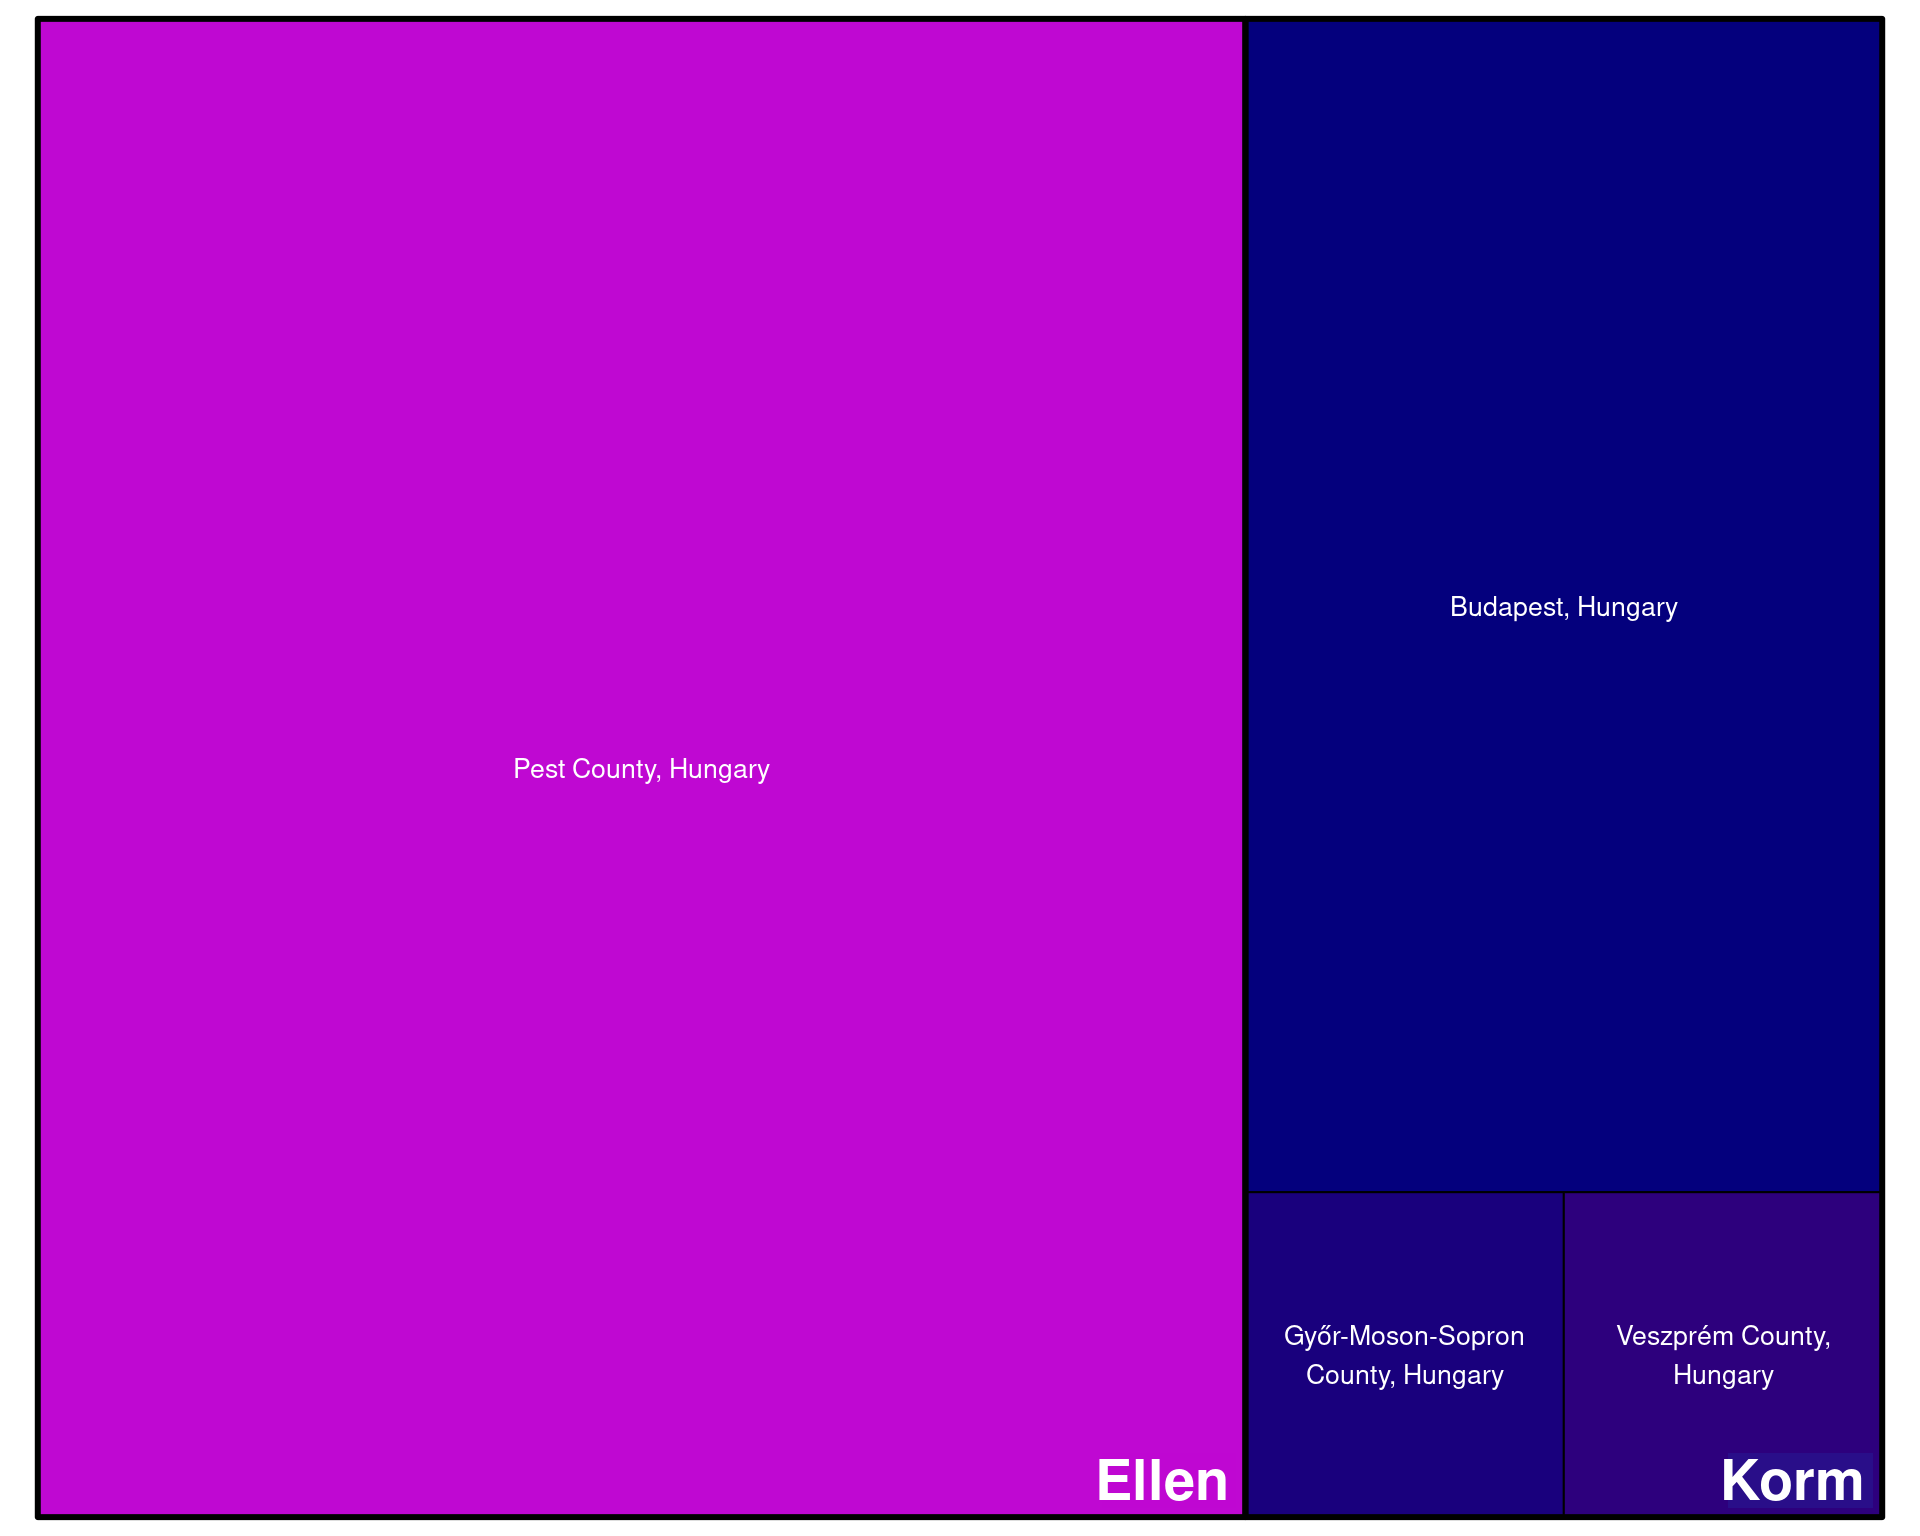 Pest County, Hungary
Ellen
Budapest, Hungary
Győr-Moson-Sopron
County, Hungary
Veszprém County,
Hungary
Korm